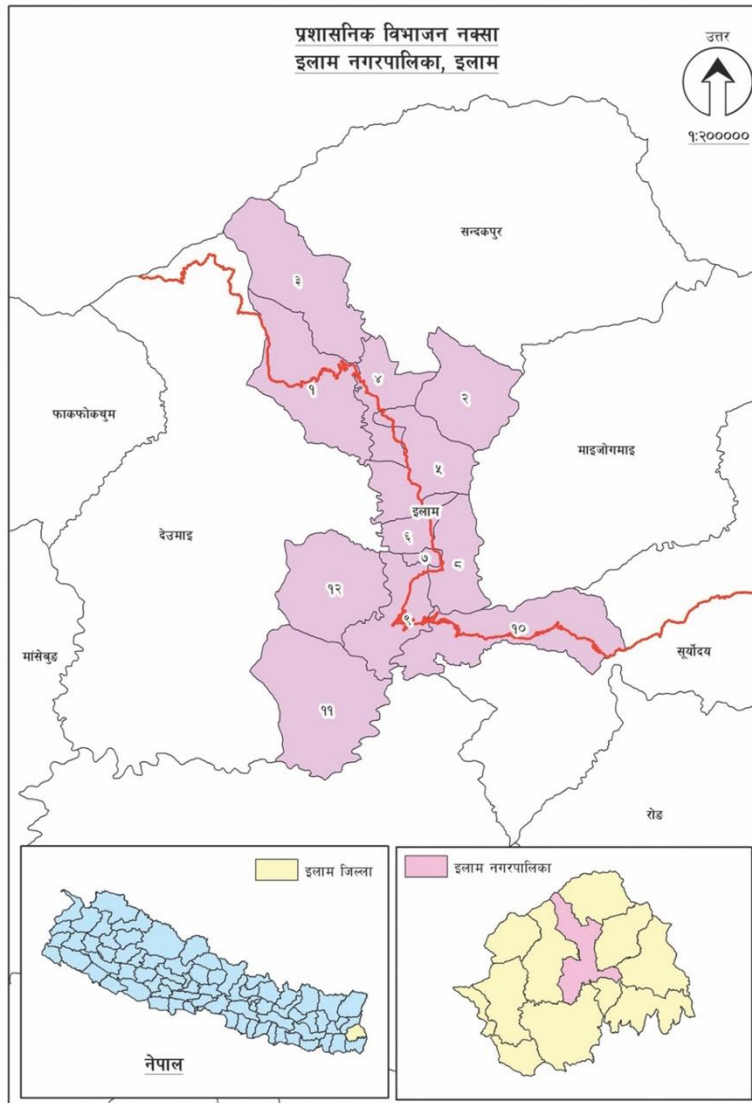 प्रशासनिक विभाजन नक्सा
इलाम नगरपालिका, इलाम
उत्तर
१:२०००००
सन्दकपुर
३
४
१
२
फाकफोकथुम
माइजोगमाइ
५
इलाम
देउमाइ
६
७
८
१२
९
१०
मांसेबुङ
सूर्योदय
११
रोङ
इलाम जिल्ला
नेपाल
इलाम नगरपालिका